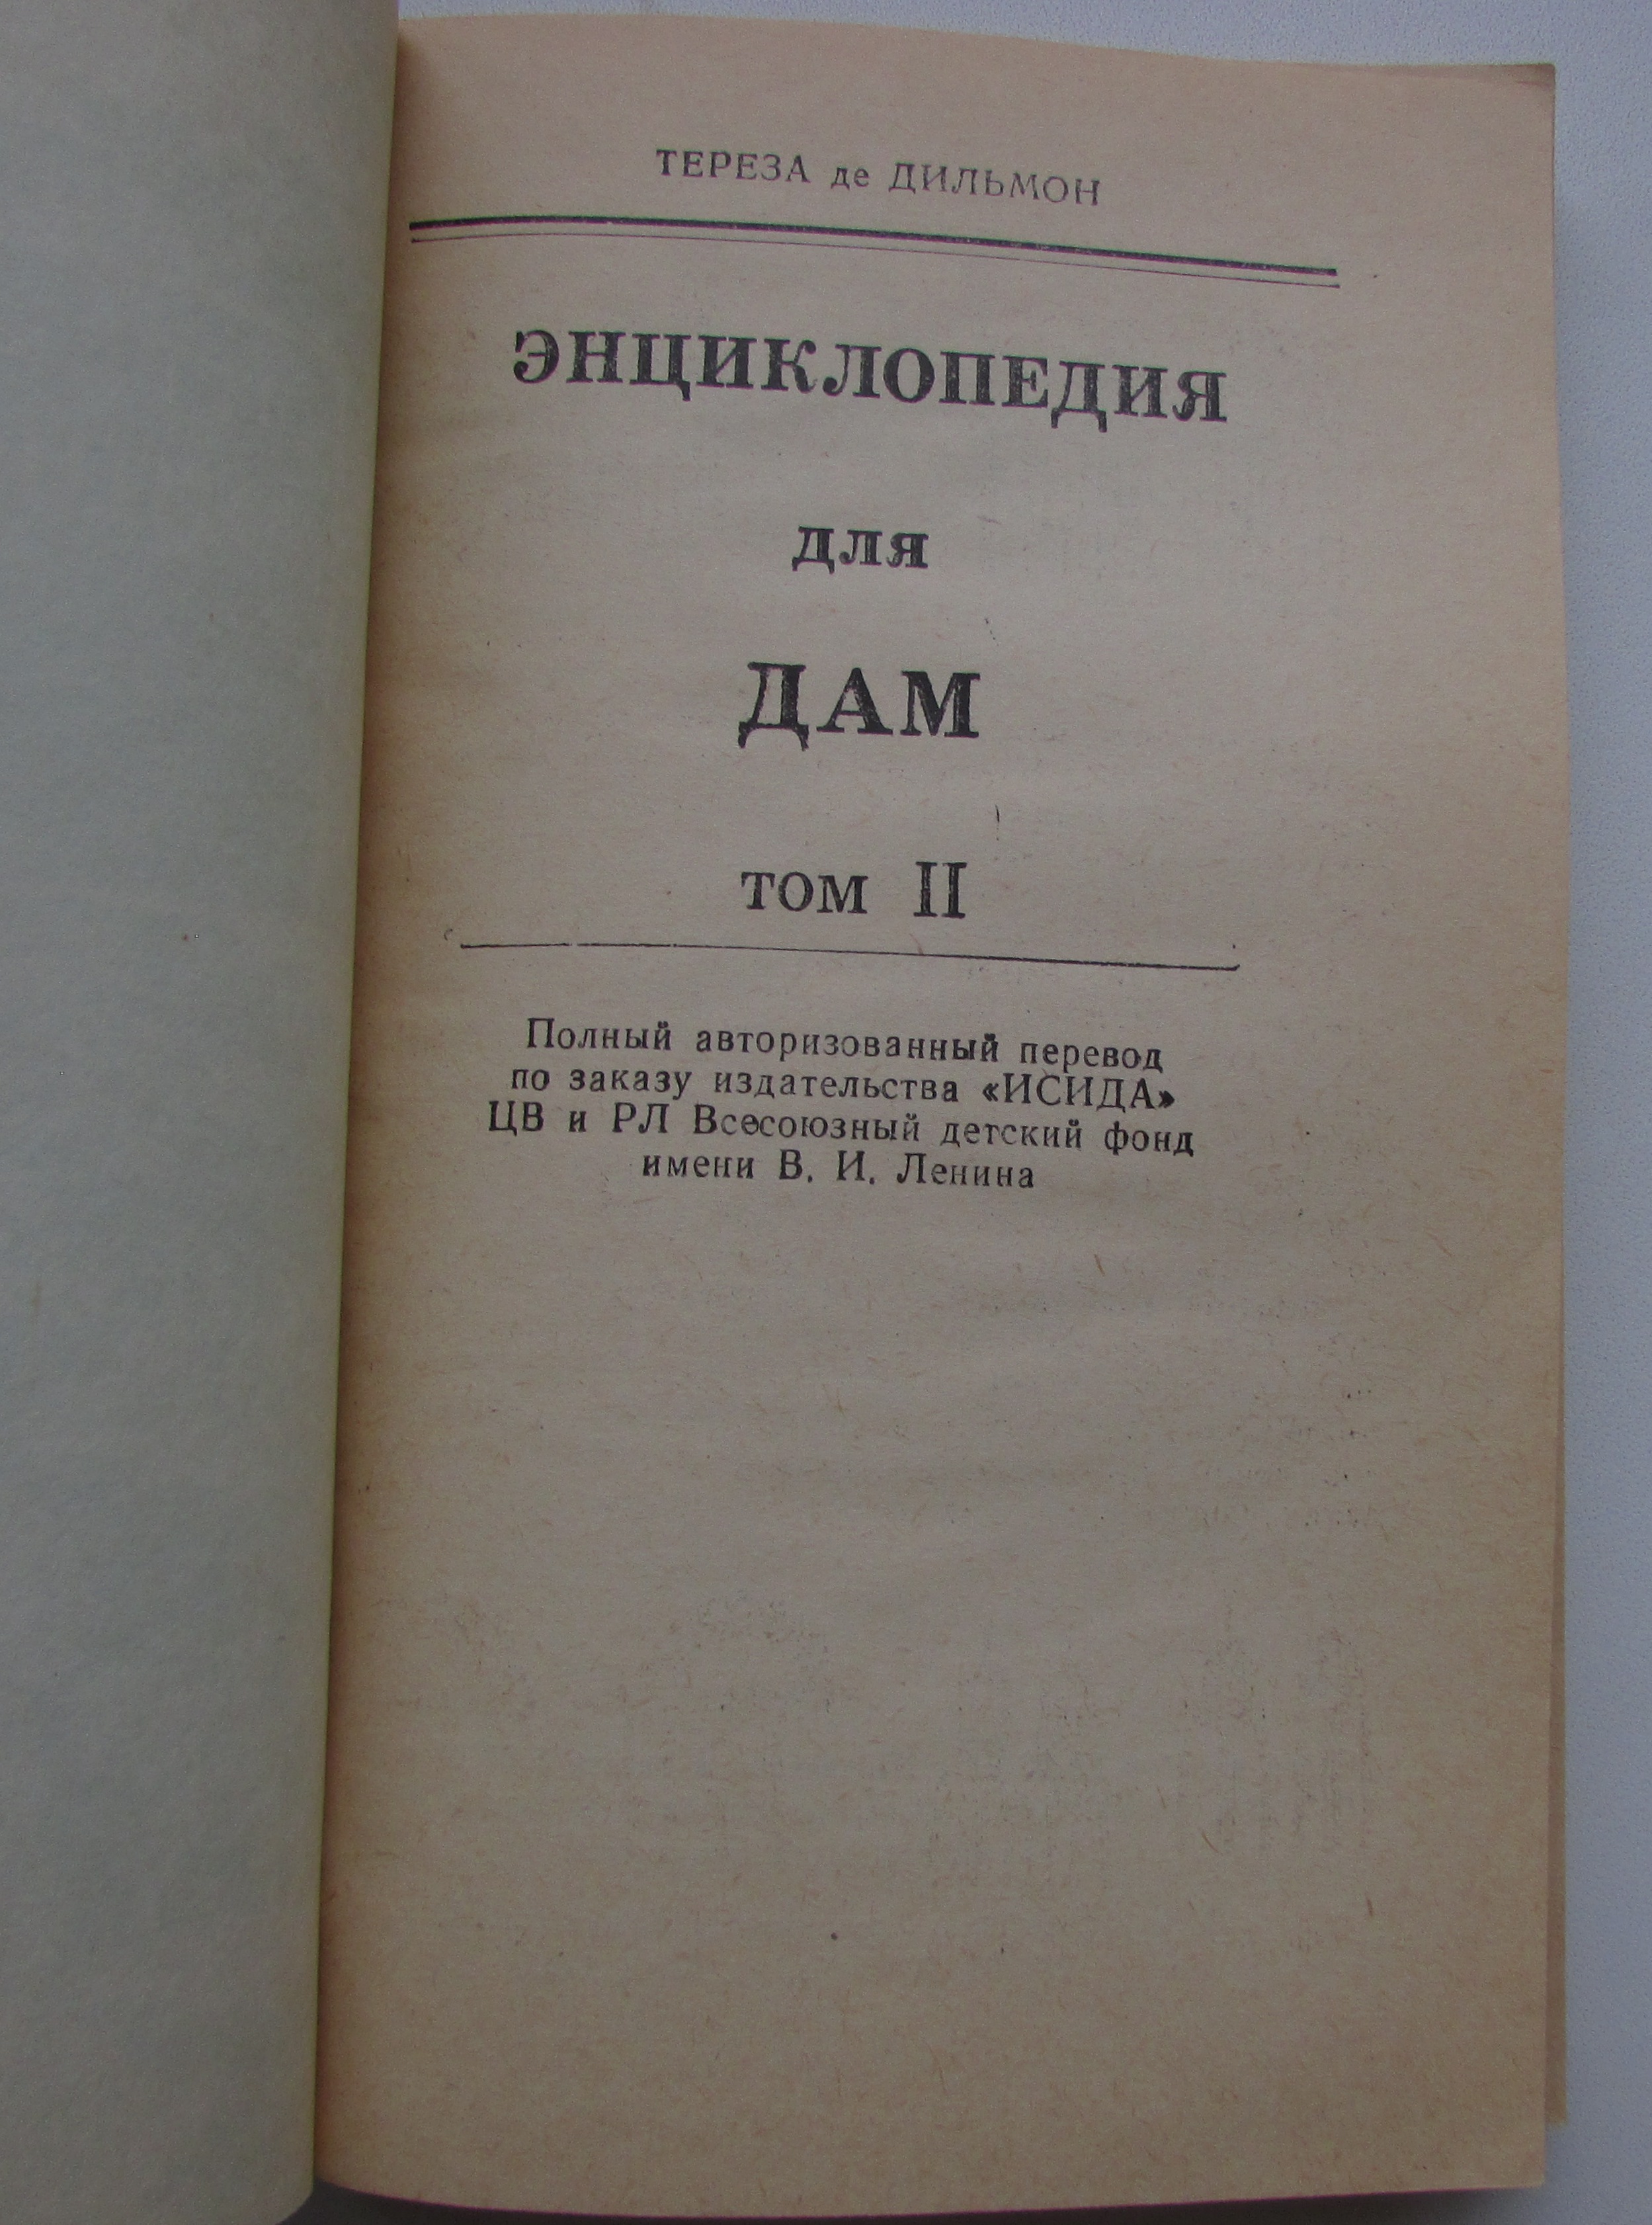 ТЕРЕЗА де ДИЛЬМОН
ЭНЦИКЛОПЕДИЯ
для
ДАМ
том II
Полный авторизованный перевод
по заказу издательства «ИСИДА»
ЦВ и РЛ Всесоюзный детский фонд
имени В. И. Ленина